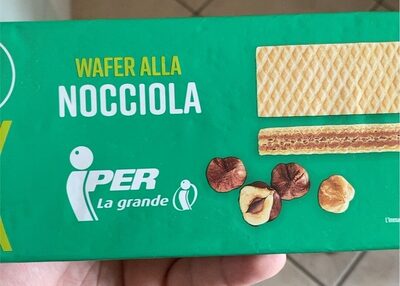 WAFER ALLA
NOCCIOLA
iPER
La grande i